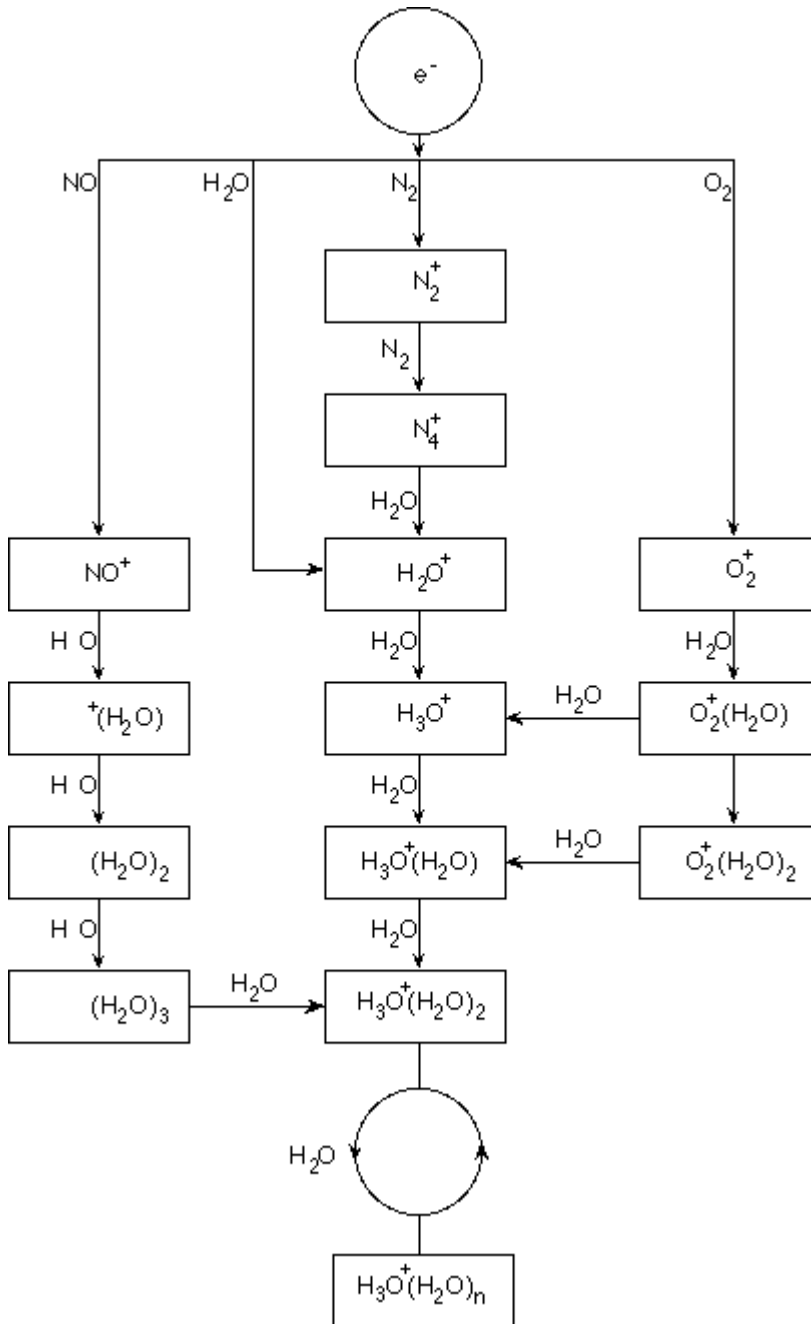 e⁻
NO H₂O N₂ O₂
N₂⁺
N₂
N₄⁺
H₂O
NO⁺ H₂O⁺ O₂⁺
H O H₂O H₂O
⁺(H₂O) H₃O⁺ H₂O O₂⁺(H₂O)
H O H₂O
(H₂O)₂ H₃O⁺(H₂O) H₂O O₂⁺(H₂O)₂
H O H₂O
(H₂O)₃ H₂O H₃O⁺(H₂O)₂
H₂O
H₃O⁺(H₂O)ₙ